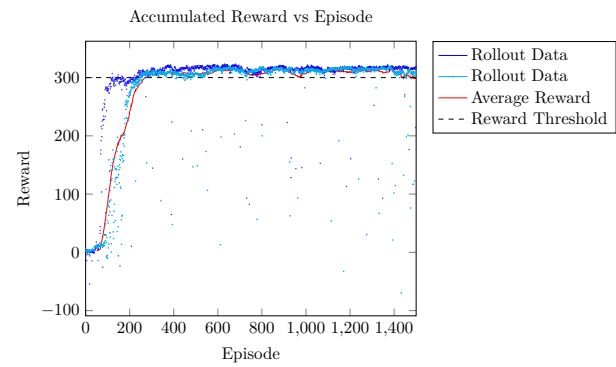 Accumulated Reward vs Episode
Rollout Data
Rollout Data
Average Reward
Reward Threshold
300
200
100
0
−100
Reward
0 200 400 600 800 1,000 1,200 1,400
Episode